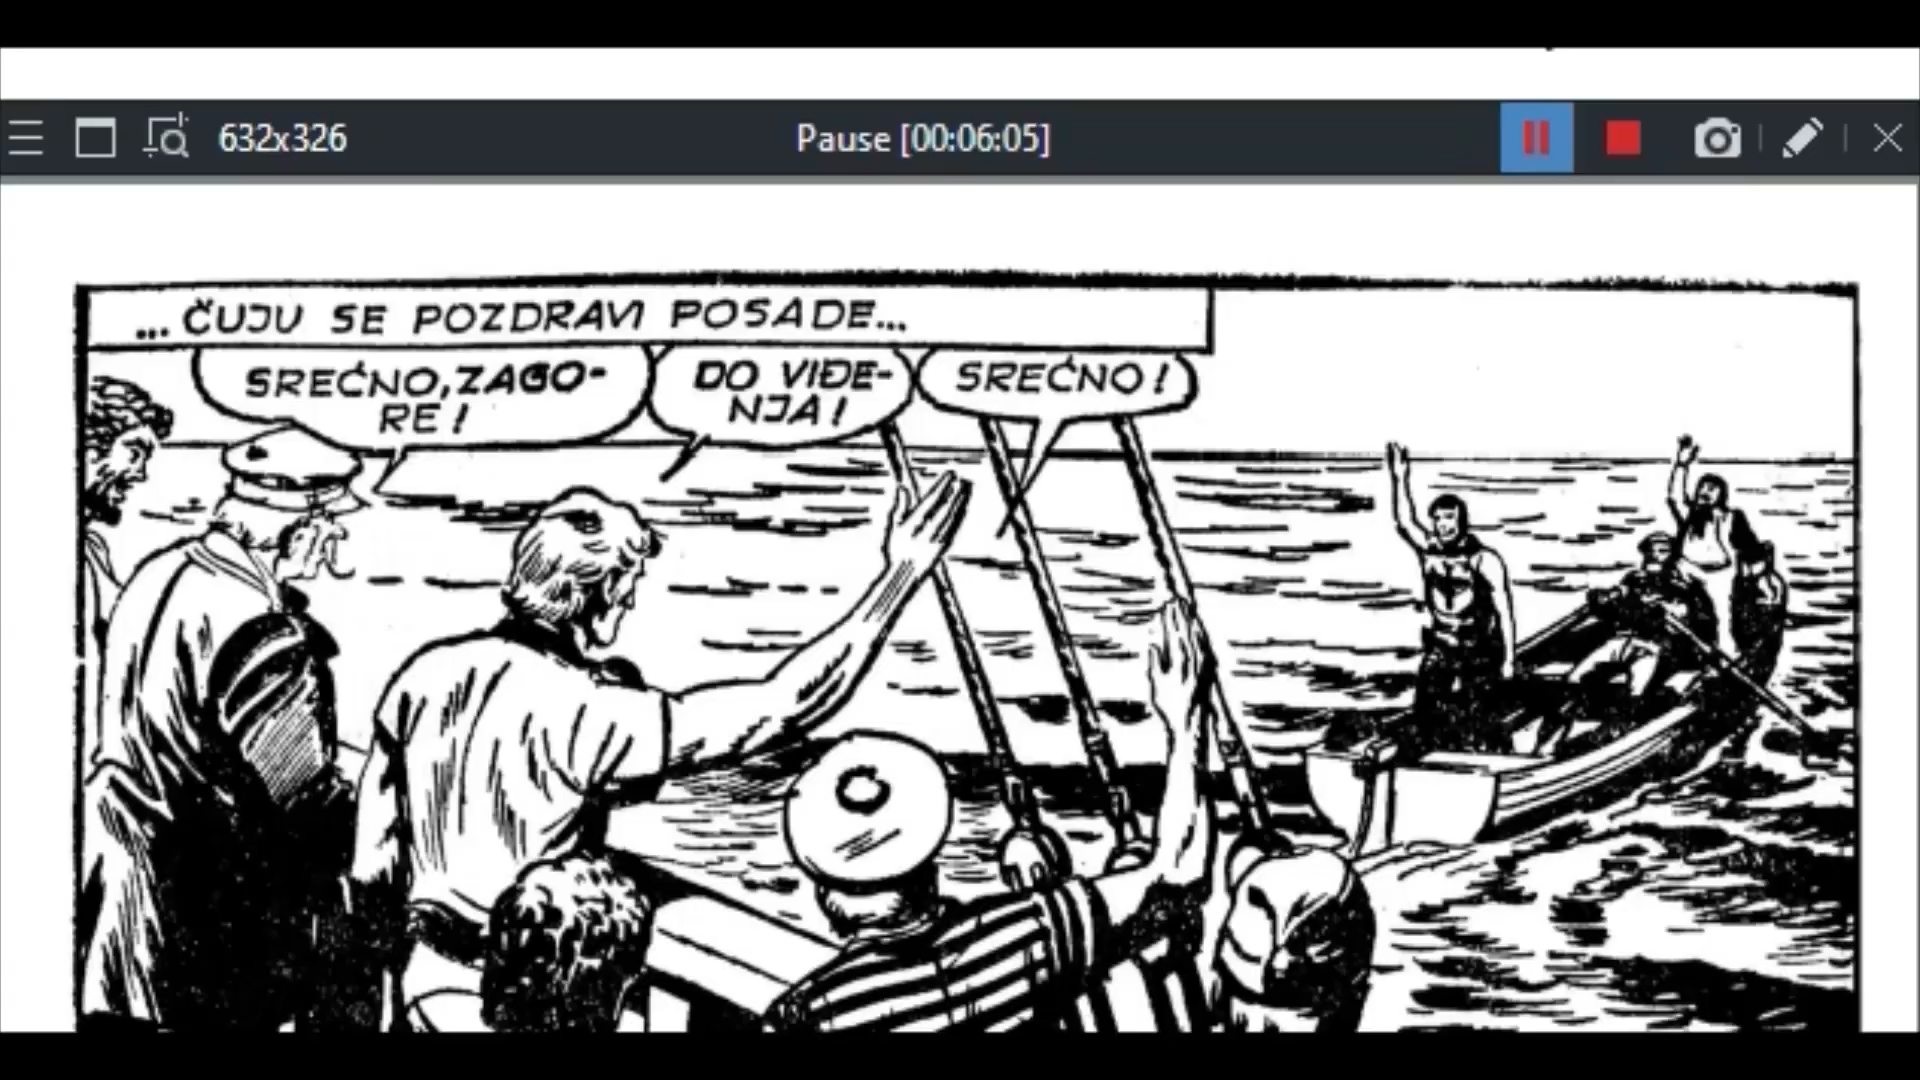 632x326
Pause [00:06:05]
... ČUJU SE POZDRAVI POSADE...
SREĆNO, ZAGO-
RE!
DO VIĐE-
NJA!
SREĆNO!